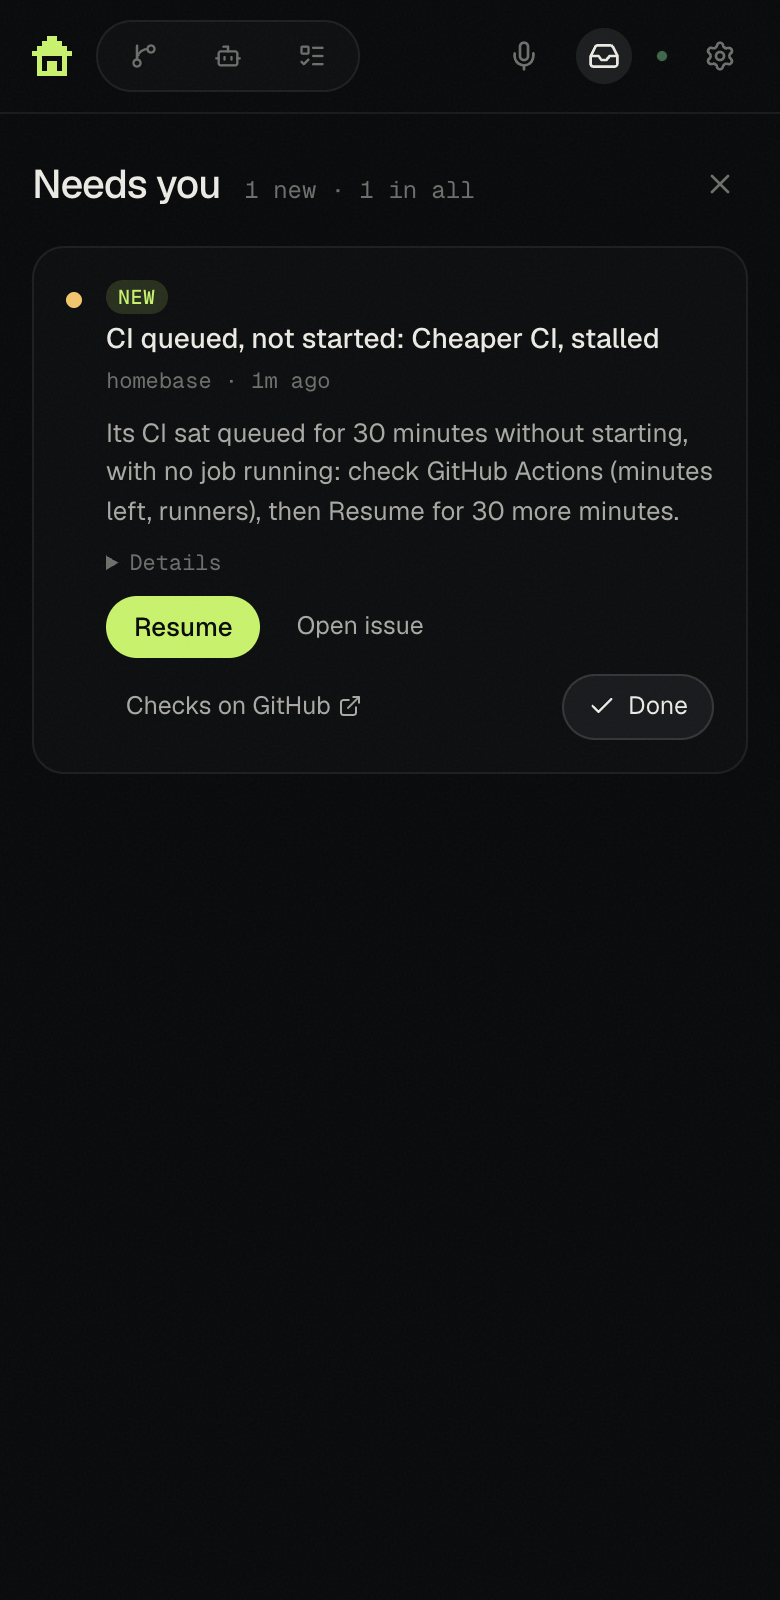 Needs you 1 new · 1 in all
NEW
CI queued, not started: Cheaper CI, stalled
homebase · 1m ago
Its CI sat queued for 30 minutes without starting,
with no job running: check GitHub Actions (minutes
left, runners), then Resume for 30 more minutes.
Details
Resume Open issue
Checks on GitHub Done